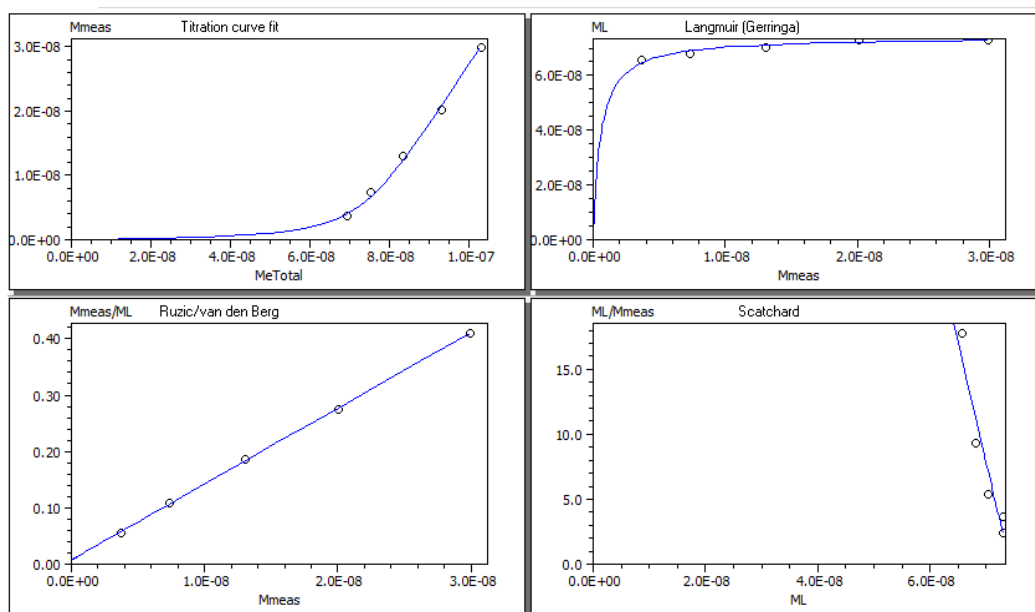 Mmeas Titration curve fit
3.0E-08
2.0E-08
1.0E-08
0.0E+00
0.0E+00 2.0E-08 4.0E-08 6.0E-08 8.0E-08 1.0E-07
MeTotal
ML Langmuir (Gerringa)
6.0E-08
4.0E-08
2.0E-08
0.0E+00
0.0E+00 1.0E-08 2.0E-08 3.0E-08
Mmeas
Mmeas/ML Ruzic/van den Berg
0.40
0.30
0.20
0.10
0.00
0.0E+00 1.0E-08 2.0E-08 3.0E-08
Mmeas
ML/Mmeas Scatchard
15.0
10.0
5.0
0.0
0.0E+00 2.0E-08 4.0E-08 6.0E-08
ML